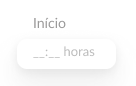 Início
__:__ horas